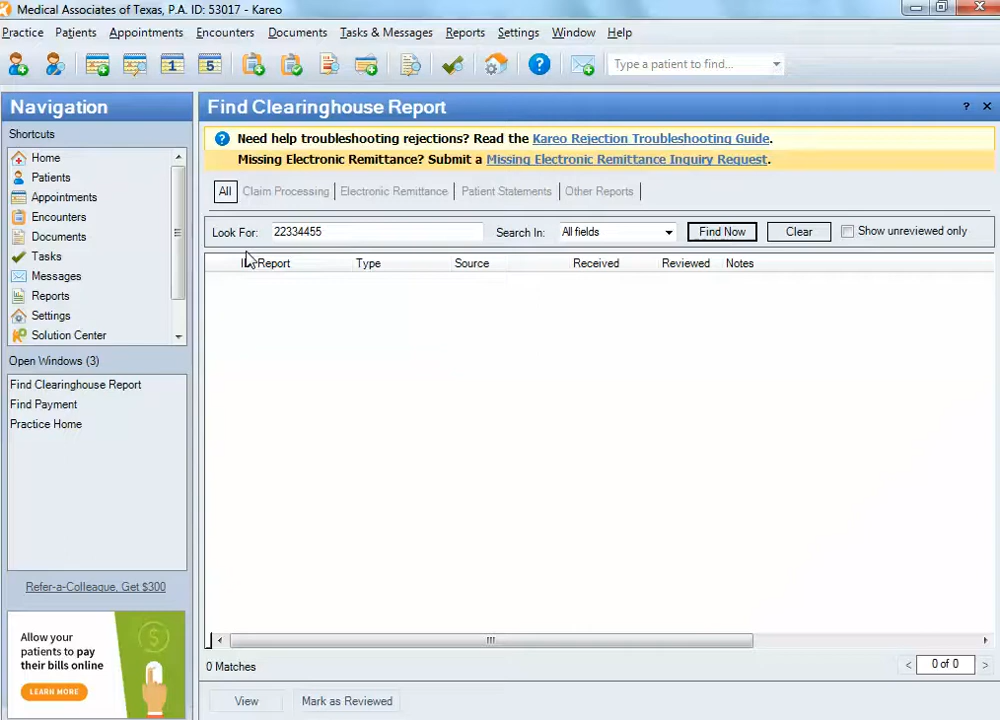 Medical Associates of Texas, P.A. ID: 53017 - Kareo
Practice Patients Appointments Encounters Documents Tasks & Messages Reports Settings Window Help
1 5 ? Type a patient to find...
Navigation
Shortcuts
Home
Patients
Appointments
Encounters
Documents
Tasks
Messages
Reports
Settings
Solution Center
Open Windows (3)
Find Clearinghouse Report
Find Payment
Practice Home
Refer-a-Colleague, Get $300
Allow your
patients to pay
their bills online
LEARN MORE
$
Find Clearinghouse Report ?
? Need help troubleshooting rejections? Read the Kareo Rejection Troubleshooting Guide.
Missing Electronic Remittance? Submit a Missing Electronic Remittance Inquiry Request.
All Claim Processing Electronic Remittance Patient Statements Other Reports
Look For: 22334455 Search In: All fields Find Now Clear Show unreviewed only
Report Type Source Received Reviewed Notes
0 Matches < 0 of 0 >
View Mark as Reviewed